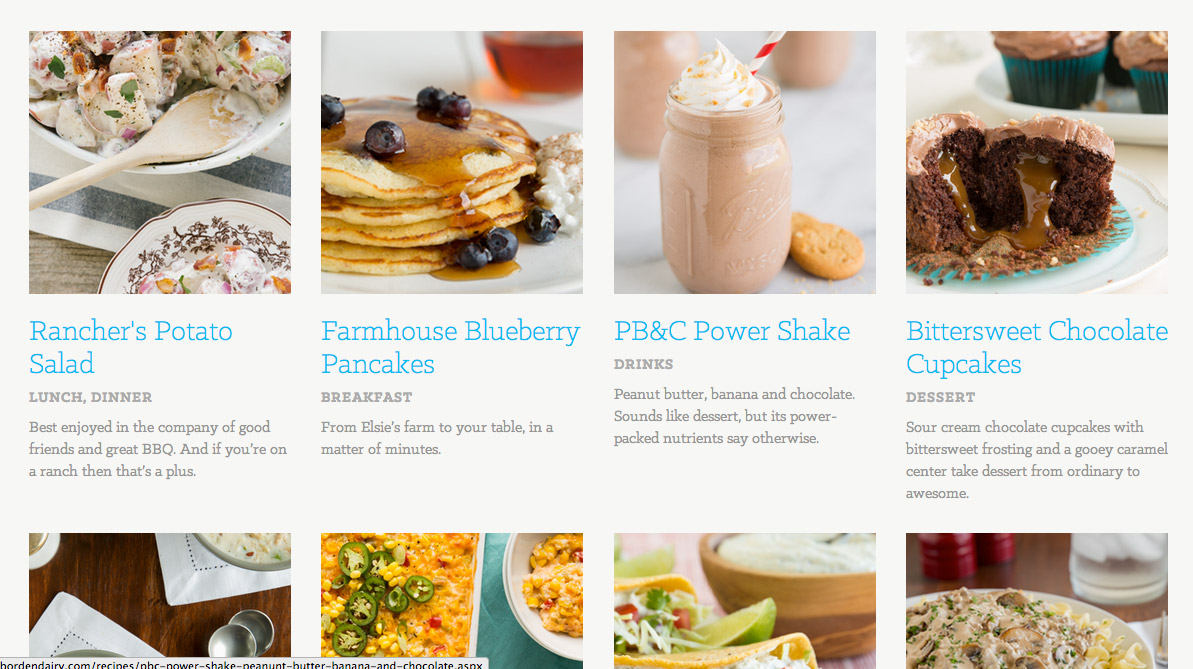 Rancher's Potato
Salad
LUNCH, DINNER
Best enjoyed in the company of good
friends and great BBQ. And if you're on
a ranch then that's a plus.
Farmhouse Blueberry
Pancakes
BREAKFAST
From Elsie's farm to your table, in a
matter of minutes.
PB&C Power Shake
DRINKS
Peanut butter, banana and chocolate.
Sounds like dessert, but its power-
packed nutrients say otherwise.
Bittersweet Chocolate
Cupcakes
DESSERT
Sour cream chocolate cupcakes with
bittersweet frosting and a gooey caramel
center take dessert from ordinary to
awesome.
bordendairy.com/recipes/pbc-power-shake-peanunt-butter-banana-and-chocolate.aspx